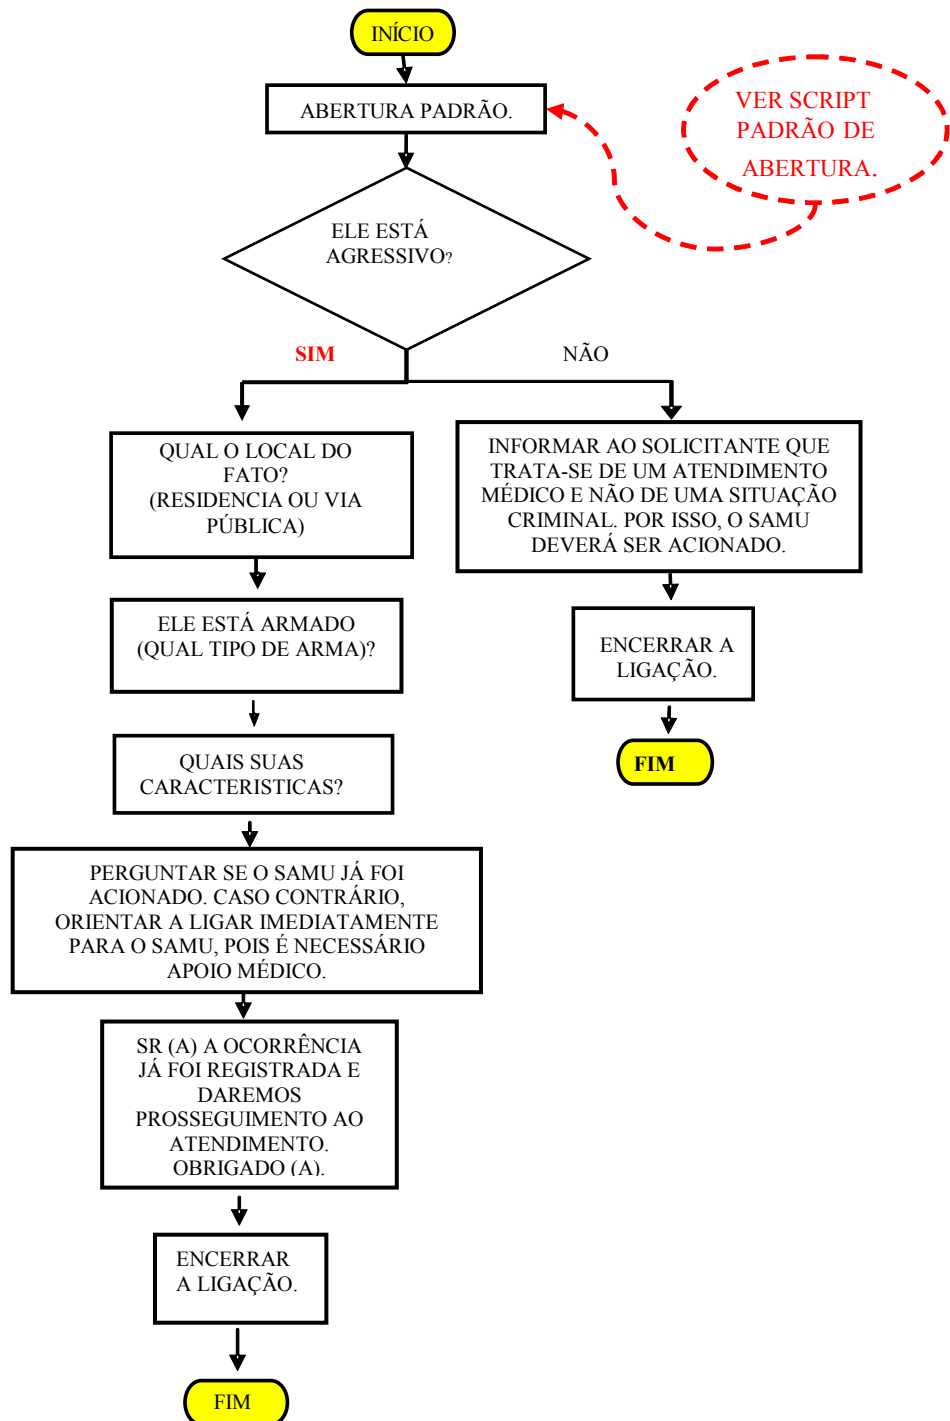 INÍCIO
ABERTURA PADRÃO.
VER SCRIPT
PADRÃO DE
ABERTURA.
ELE ESTÁ
AGRESSIVO?
SIM
NÃO
QUAL O LOCAL DO
FATO?
(RESIDENCIA OU VIA
PÚBLICA)
ELE ESTÁ ARMADO
(QUAL TIPO DE ARMA)?
QUAIS SUAS
CARACTERISTICAS?
PERGUNTAR SE O SAMU JÁ FOI
ACIONADO. CASO CONTRÁRIO,
ORIENTAR A LIGAR IMEDIATAMENTE
PARA O SAMU, POIS É NECESSÁRIO
APOIO MÉDICO.
SR (A) A OCORRÊNCIA
JÁ FOI REGISTRADA E
DAREMOS
PROSSEGUIMENTO AO
ATENDIMENTO.
OBRIGADO (A).
ENCERRAR
A LIGAÇÃO.
FIM
INFORMAR AO SOLICITANTE QUE
TRATA-SE DE UM ATENDIMENTO
MÉDICO E NÃO DE UMA SITUAÇÃO
CRIMINAL. POR ISSO, O SAMU
DEVERÁ SER ACIONADO.
ENCERRAR A
LIGAÇÃO.
FIM